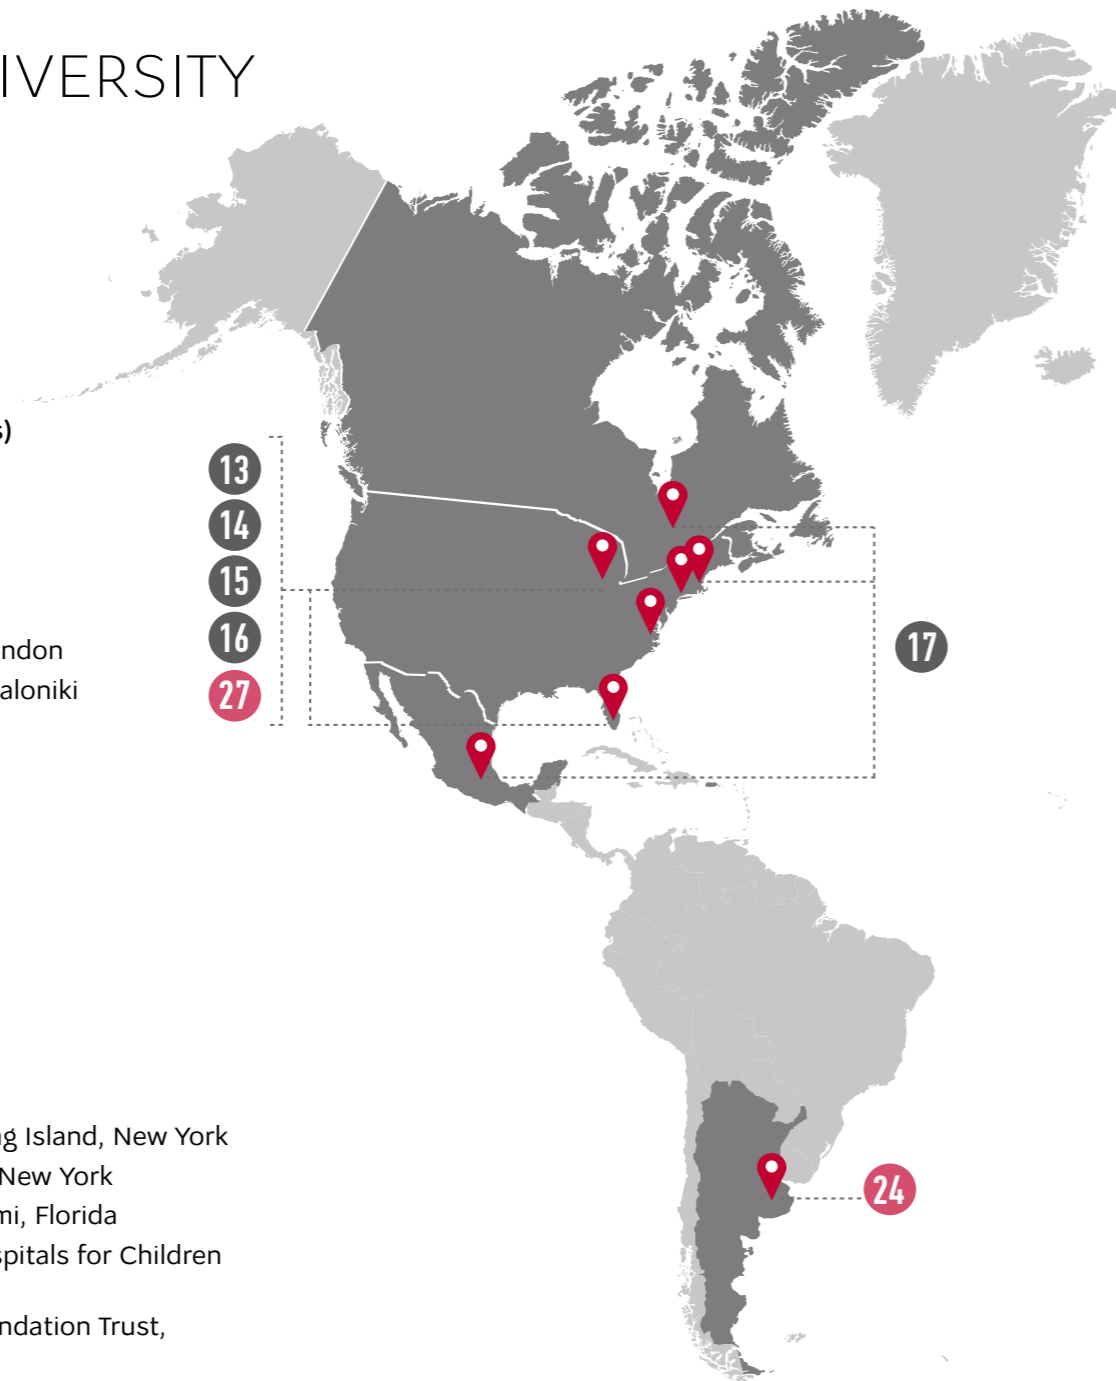 IVERSITY
s)
13
14
15
16
27
17
ndon
aloniki
g Island, New York
New York
mi, Florida
spitals for Children
ndation Trust,
24